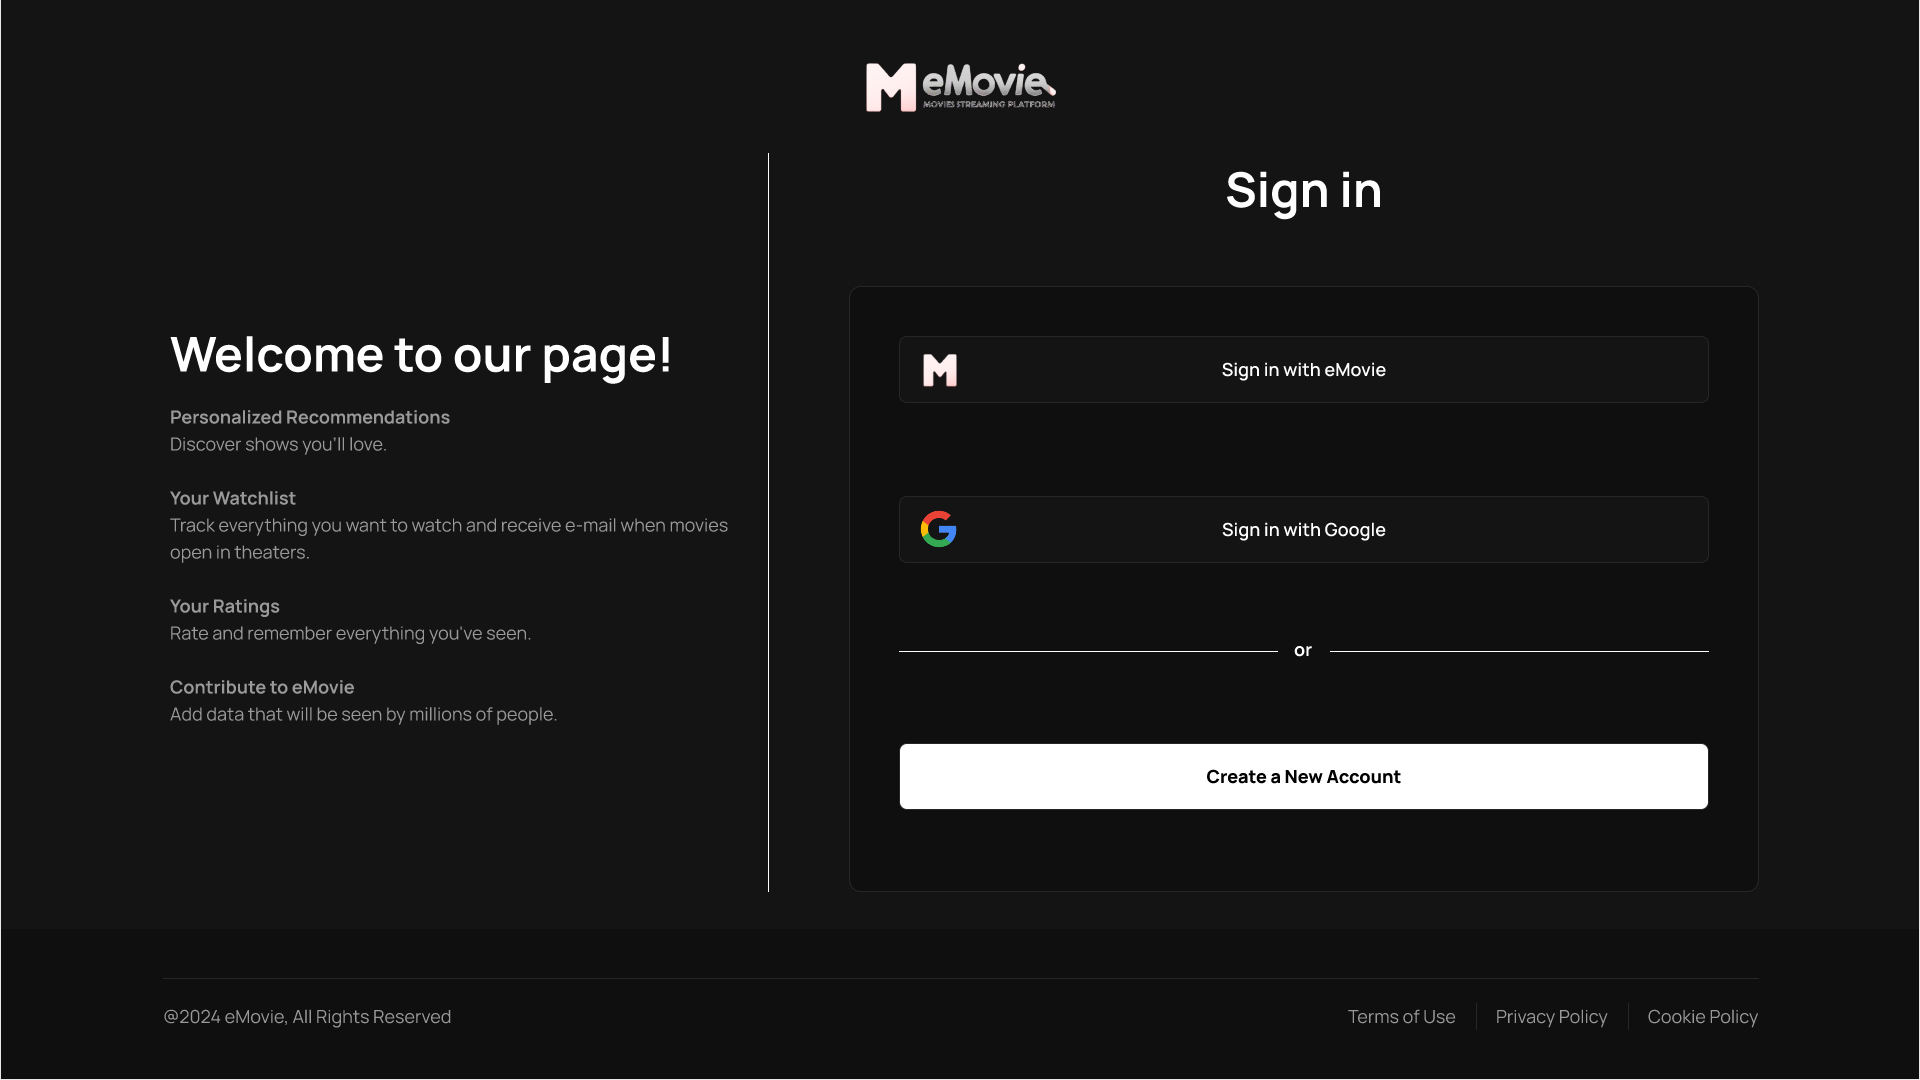 M eMovie
MOVIES STREAMING PLATFORM
Welcome to our page!
Personalized Recommendations
Discover shows you'll love.
Your Watchlist
Track everything you want to watch and receive e-mail when movies
open in theaters.
Your Ratings
Rate and remember everything you've seen.
Contribute to eMovie
Add data that will be seen by millions of people.
Sign in
M Sign in with eMovie
G Sign in with Google
or
Create a New Account
@2024 eMovie, All Rights Reserved
Terms of Use
Privacy Policy
Cookie Policy